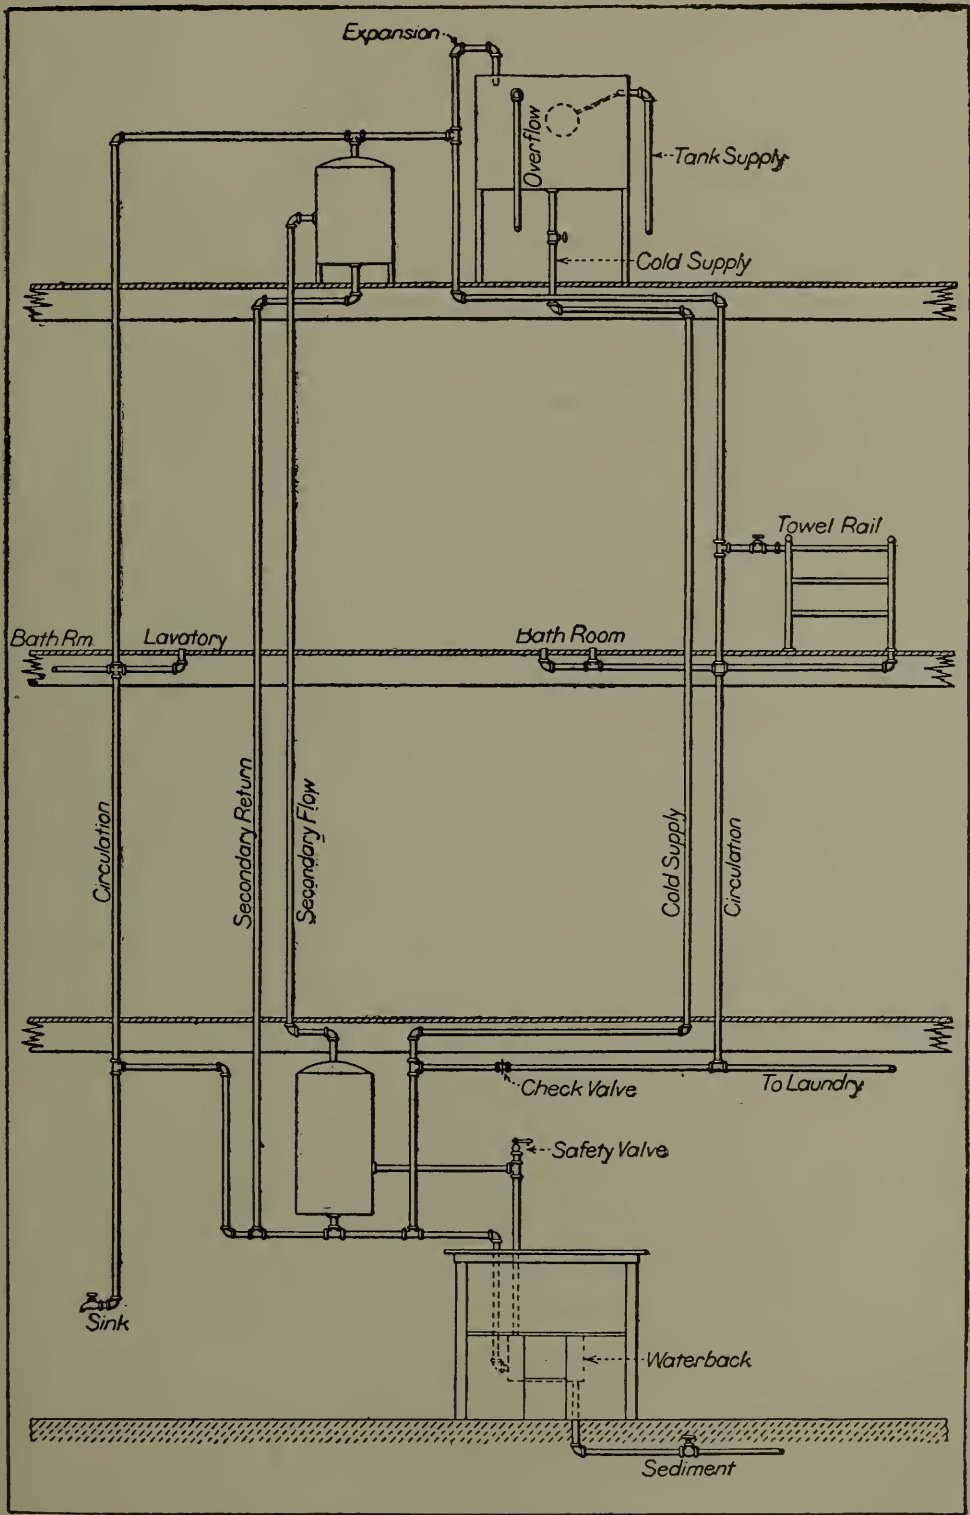 Expansion
Overflow
Tank Supply
Cold Supply
Towel Rail
Bath Rm.
Lavatory
Bath Room
Circulation
Secondary Return
Secondary Flow
Cold Supply
Circulation
Check Valve
To Laundry
Safety Valve
Sink
Waterback
Sediment